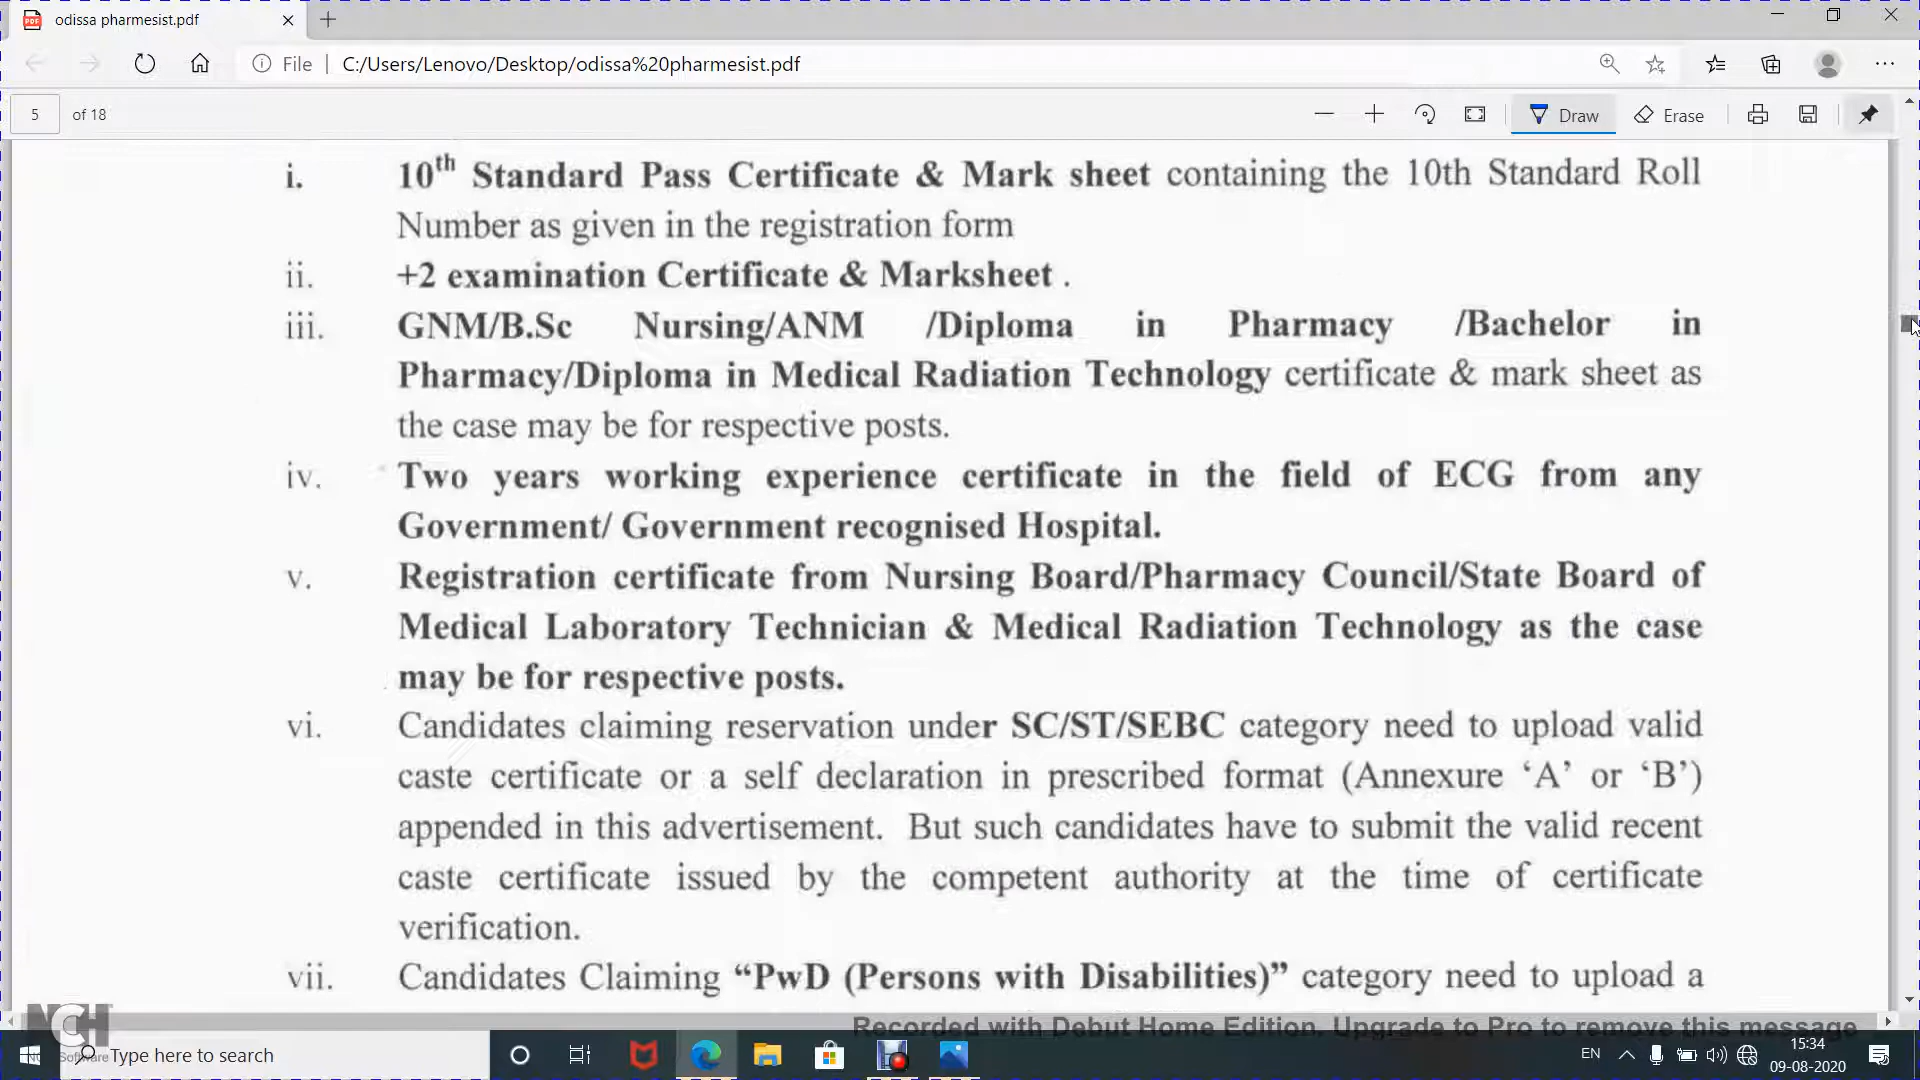 odissa pharmesist.pdf
File
C:/Users/Lenovo/Desktop/odissa%20pharmesist.pdf
5 of 18
Draw
Erase
i. 10th Standard Pass Certificate & Mark sheet containing the 10th Standard Roll
Number as given in the registration form
ii. +2 examination Certificate & Marksheet .
iii. GNM/B.Sc Nursing/ANM /Diploma in Pharmacy /Bachelor in
Pharmacy/Diploma in Medical Radiation Technology certificate & mark sheet as
the case may be for respective posts.
iv. Two years working experience certificate in the field of ECG from any
Government/ Government recognised Hospital.
v. Registration certificate from Nursing Board/Pharmacy Council/State Board of
Medical Laboratory Technician & Medical Radiation Technology as the case
may be for respective posts.
vi. Candidates claiming reservation under SC/ST/SEBC category need to upload valid
caste certificate or a self declaration in prescribed format (Annexure ‘A’ or ‘B’)
appended in this advertisement. But such candidates have to submit the valid recent
caste certificate issued by the competent authority at the time of certificate
verification.
vii. Candidates Claiming “PwD (Persons with Disabilities)” category need to upload a
NCH
Recorded with Debut Home Edition. Upgrade to Pro to remove this message
Software
Type here to search
EN
15:34
09-08-2020